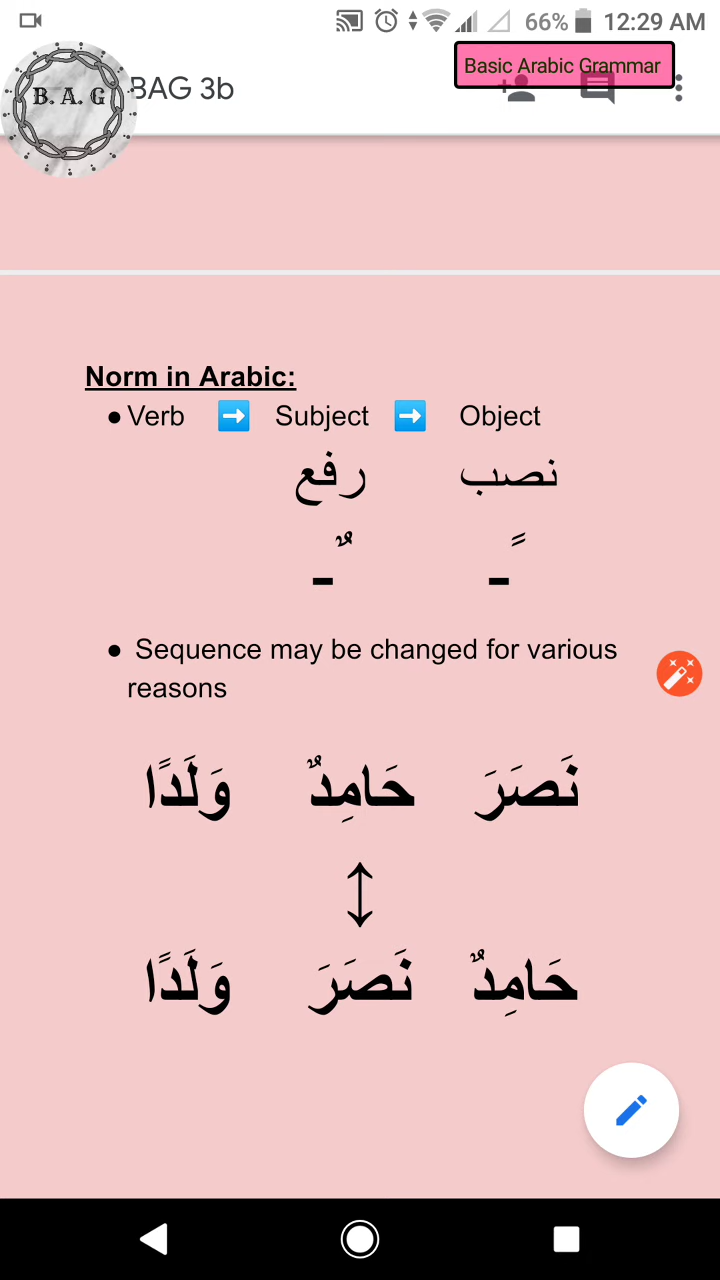 66% 12:29 AM
B. A. G
BAG 3b
Basic Arabic Grammar
Norm in Arabic:
● Verb ➡ Subject ➡ Object
رفع نصب
-ٌ -ً
● Sequence may be changed for various
reasons
نَصَرَ حَامِدٌ وَلَدًا
↕
حَامِدٌ نَصَرَ وَلَدًا